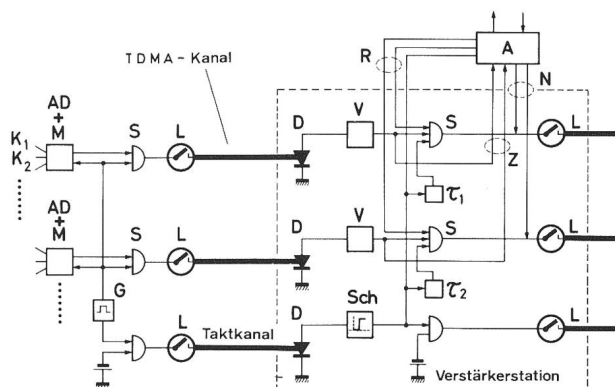 A
TDMA-Kanal
R
N
AD
+
M
K₁
K₂
S
L
D
V
S
L
Z
τ₁
AD
+
M
S
L
D
V
S
L
τ₂
G
L
Taktkanal
D
Sch
L
Verstärkerstation